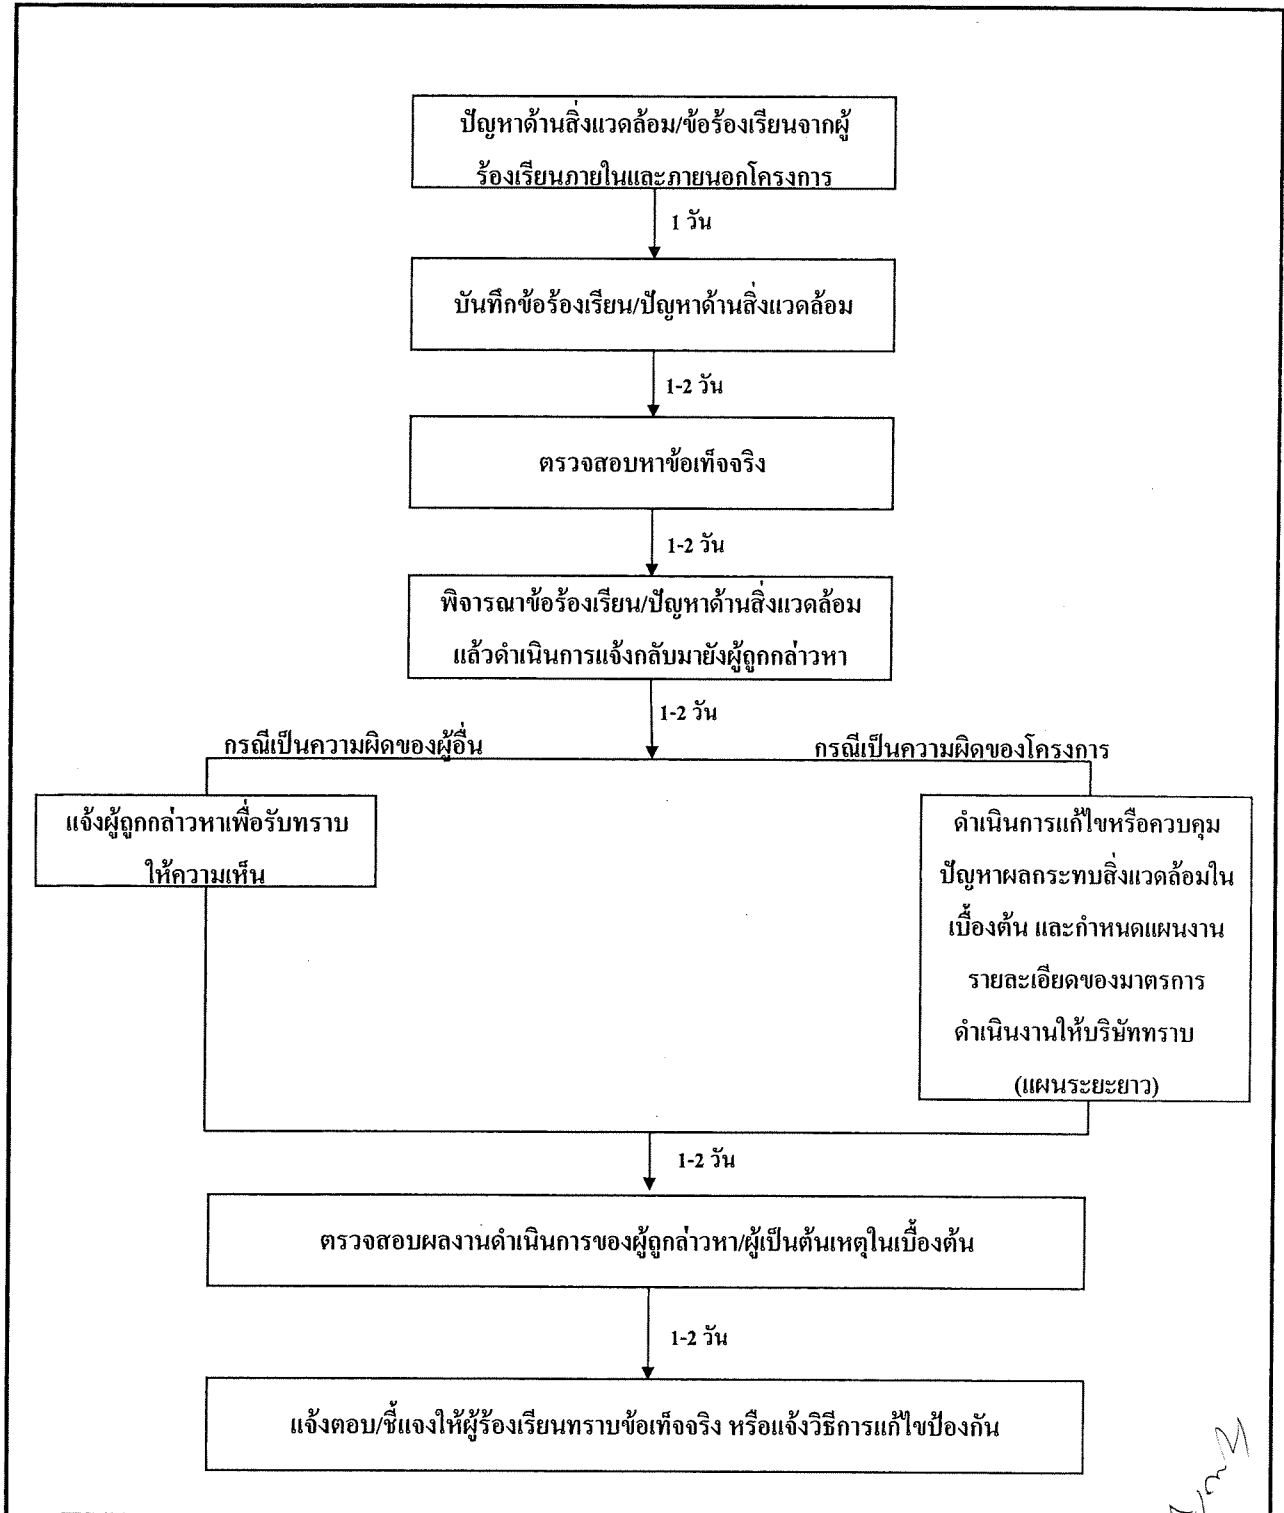 ปัญหาด้านสิ่งแวดล้อม/ข้อร้องเรียนจากผู้
ร้องเรียนภายในและภายนอกโครงการ
1 วัน
บันทึกข้อร้องเรียน/ปัญหาด้านสิ่งแวดล้อม
1-2 วัน
ตรวจสอบหาข้อเท็จจริง
1-2 วัน
พิจารณาข้อร้องเรียน/ปัญหาด้านสิ่งแวดล้อม
แล้วดำเนินการแจ้งกลับมายังผู้ถูกกล่าวหา
1-2 วัน
กรณีเป็นความผิดของผู้อื่น
กรณีเป็นความผิดของโครงการ
แจ้งผู้ถูกกล่าวหาเพื่อรับทราบ
ให้ความเห็น
ดำเนินการแก้ไขหรือควบคุม
ปัญหาผลกระทบสิ่งแวดล้อมใน
เบื้องต้น และกำหนดแผนงาน
รายละเอียดของมาตรการ
ดำเนินงานให้บริษัททราบ
(แผนระยะยาว)
1-2 วัน
ตรวจสอบผลงานดำเนินการของผู้ถูกล่าวหา/ผู้เป็นต้นเหตุในเบื้องต้น
1-2 วัน
แจ้งตอบ/ชี้แจงให้ผู้ร้องเรียนทราบข้อเท็จจริง หรือแจ้งวิธีการแก้ไขป้องกัน